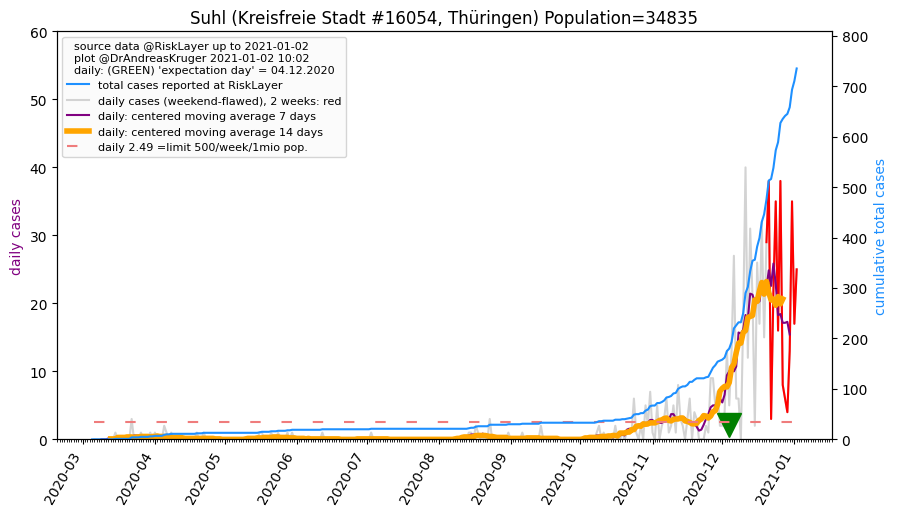 Suhl (Kreisfreie Stadt #16054, Thüringen) Population=34835
source data @RiskLayer up to 2021-01-02
plot @DrAndreasKruger 2021-01-02 10:02
daily: (GREEN) 'expectation day' = 04.12.2020
total cases reported at RiskLayer
daily cases (weekend-flawed), 2 weeks: red
daily: centered moving average 7 days
daily: centered moving average 14 days
daily 2.49 =limit 500/week/1mio pop.
daily cases
60
50
40
30
20
10
0
cumulative total cases
800
700
600
500
400
300
200
100
0
2020-03
2020-04
2020-05
2020-06
2020-07
2020-08
2020-09
2020-10
2020-11
2020-12
2021-01